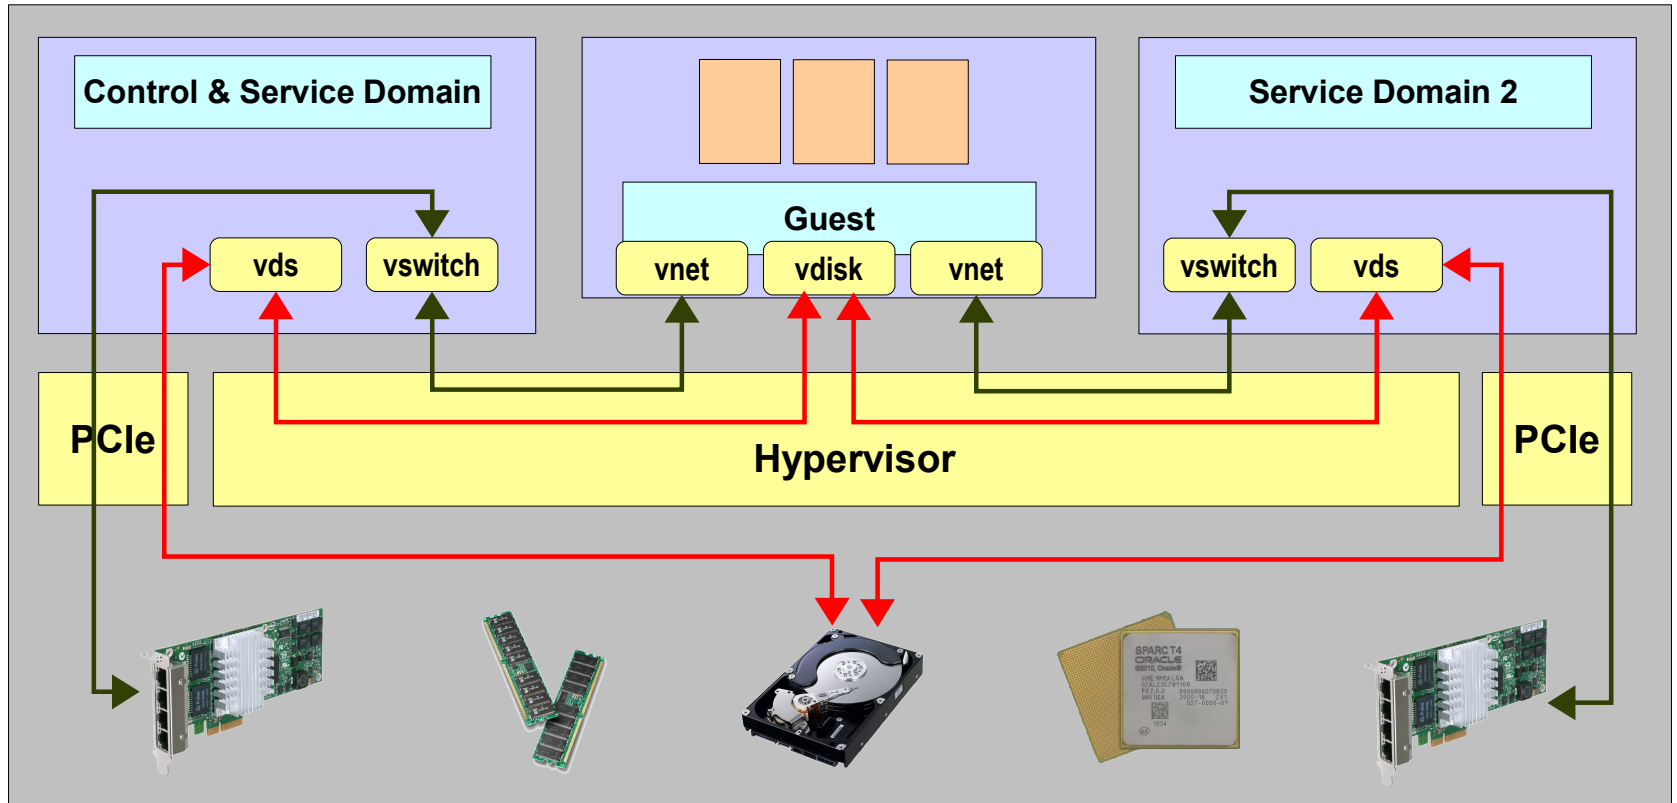 Control & Service Domain
Service Domain 2
Guest
vds
vswitch
vnet
vdisk
vnet
vswitch
vds
PCIe
Hypervisor
PCIe
SPARC T4
ORACLE